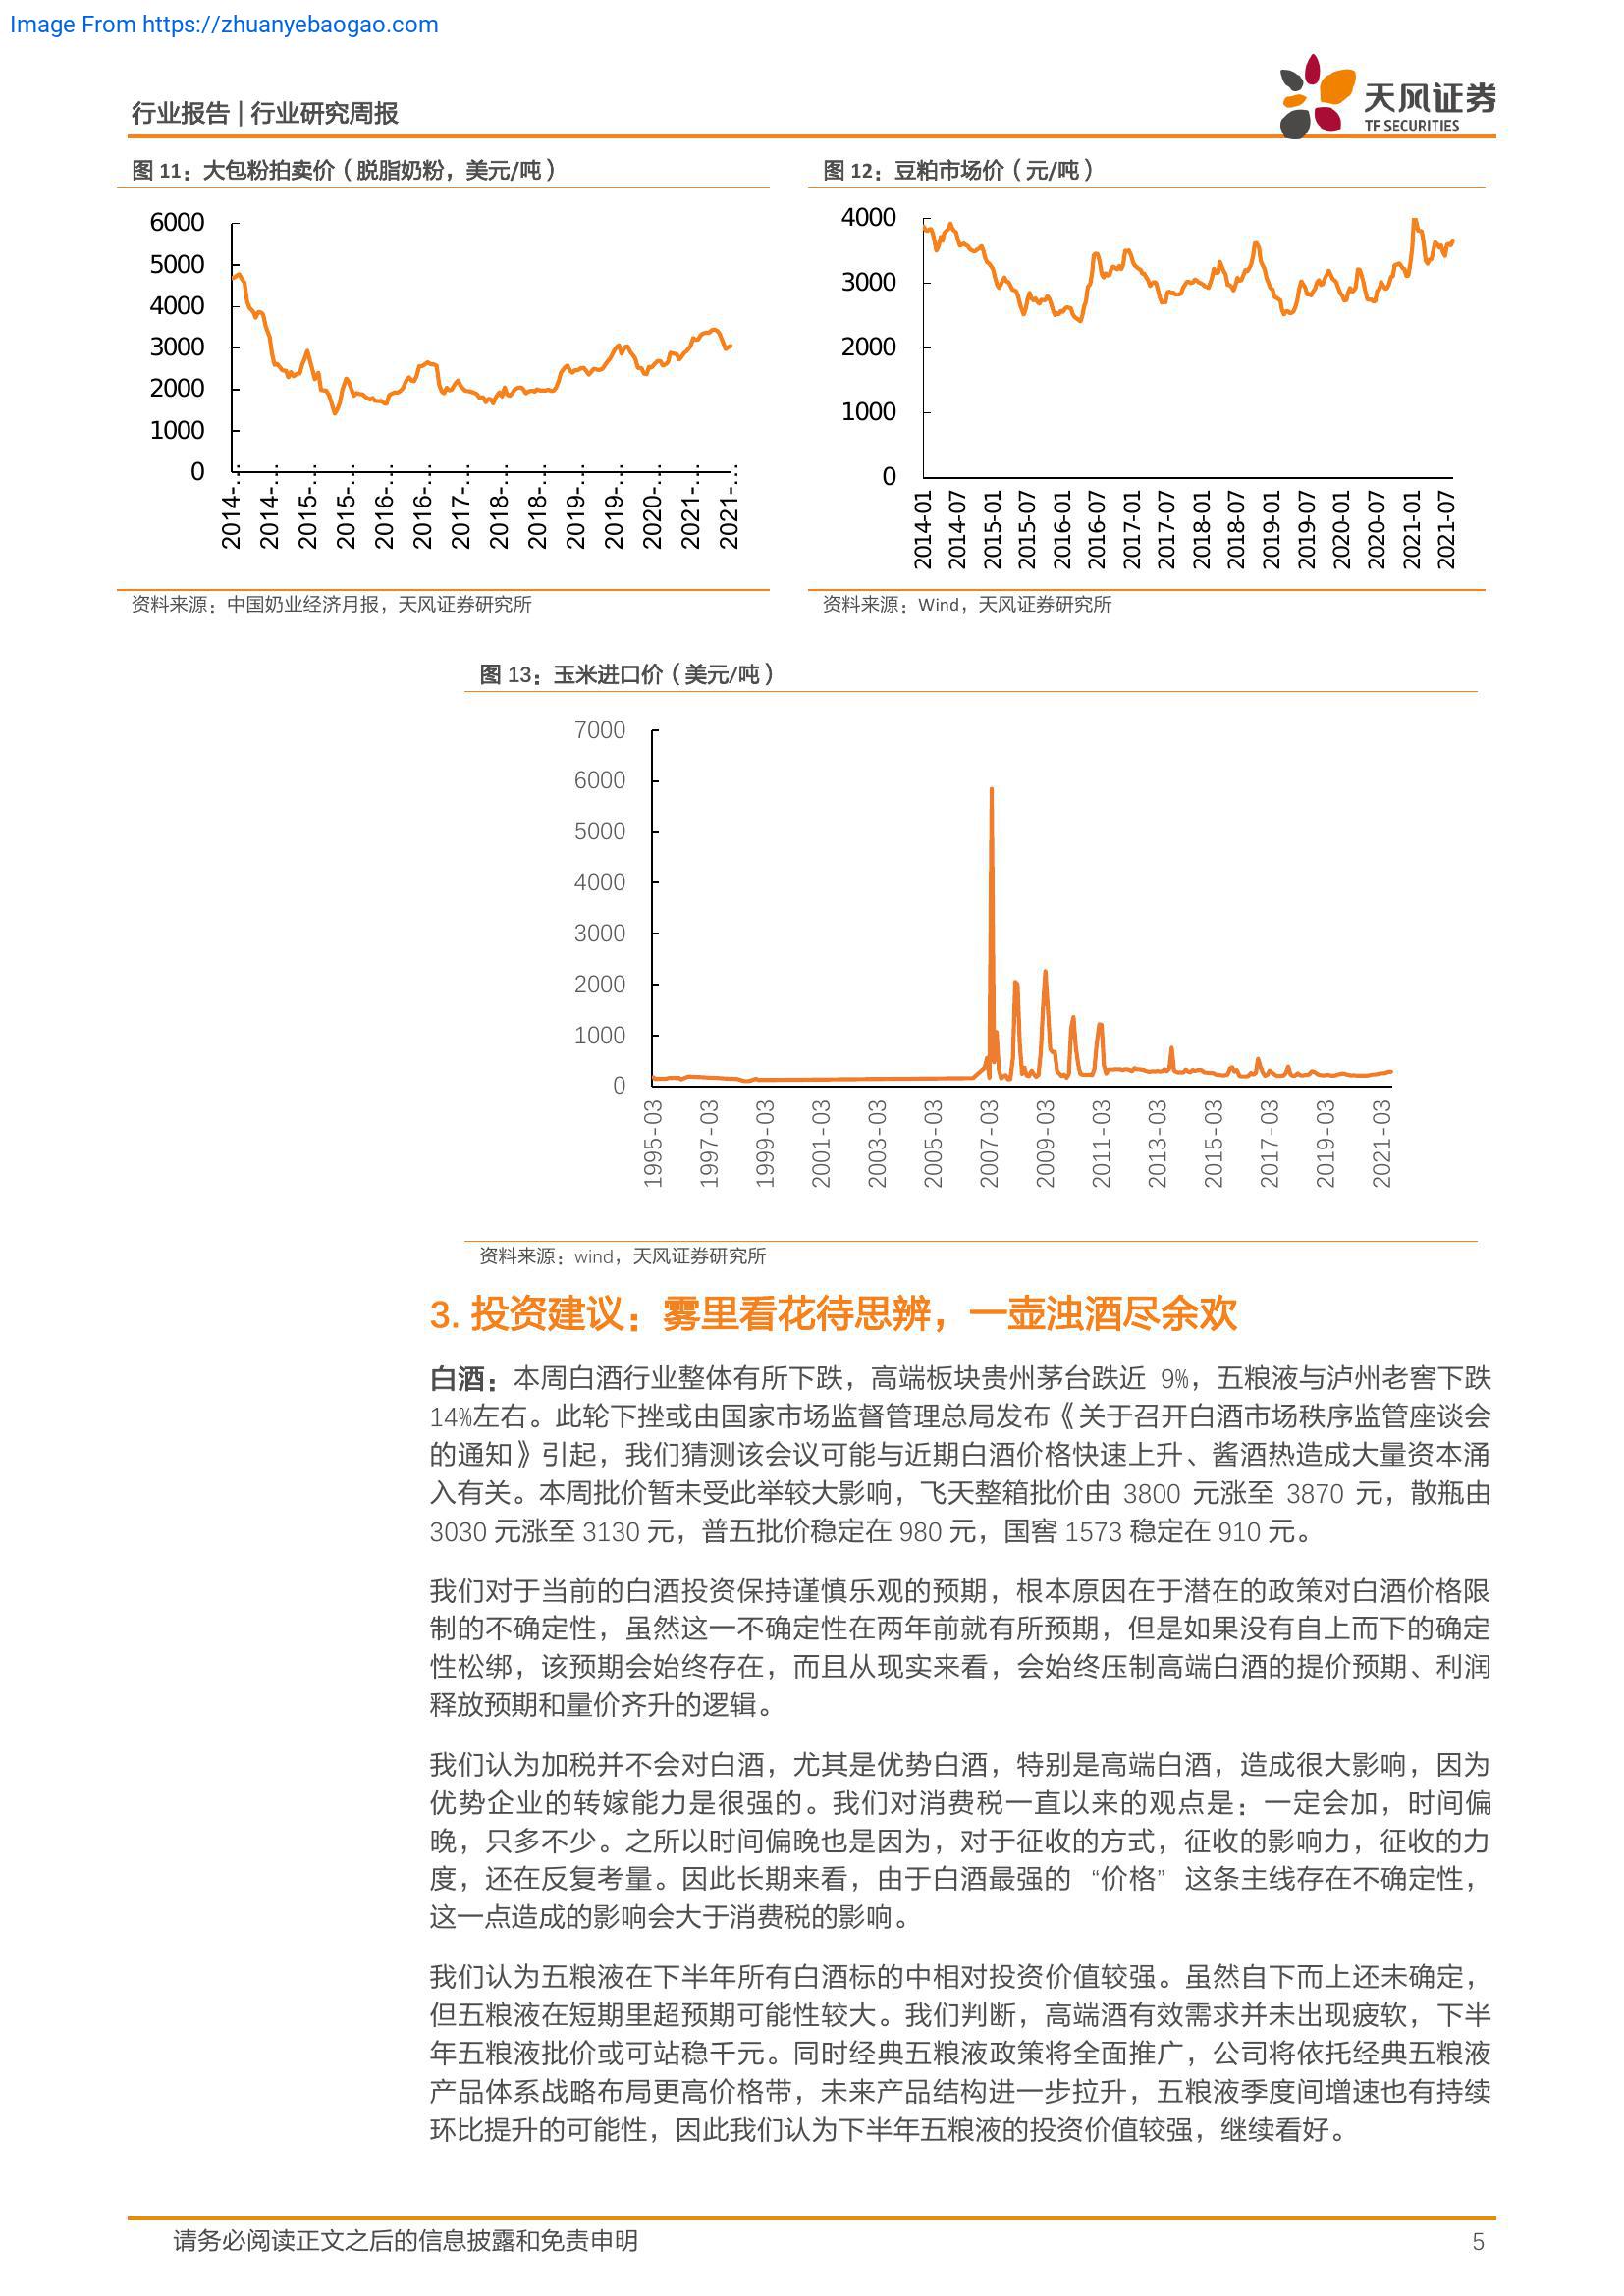 Image From https://zhuanyebaogao.com
天风证券
TF SECURITIES
行业报告 | 行业研究周报
图 11：大包粉拍卖价（脱脂奶粉，美元/吨）
6000
5000
4000
3000
2000
1000
0
2014-.: 2014-.: 2015-.: 2015-.: 2016-.: 2016-.: 2017-.: 2018-.: 2018-.: 2019-.: 2019-.: 2020-.: 2021-.: 2021-.:
资料来源：中国奶业经济月报，天风证券研究所
图 12：豆粕市场价（元/吨）
4000
3000
2000
1000
0
2014-01 2014-07 2015-01 2015-07 2016-01 2016-07 2017-01 2017-07 2018-01 2018-07 2019-01 2019-07 2020-01 2020-07 2021-01 2021-07
资料来源：Wind，天风证券研究所
图 13：玉米进口价（美元/吨）
7000
6000
5000
4000
3000
2000
1000
0
1995-03 1997-03 1999-03 2001-03 2003-03 2005-03 2007-03 2009-03 2011-03 2013-03 2015-03 2017-03 2019-03 2021-03
资料来源：wind，天风证券研究所
3. 投资建议：雾里看花待思辨，一壶浊酒尽余欢
白酒：本周白酒行业整体有所下跌，高端板块贵州茅台跌近 9%，五粮液与泸州老窖下跌
14%左右。此轮下挫或由国家市场监督管理总局发布《关于召开白酒市场秩序监管座谈会
的通知》引起，我们猜测该会议可能与近期白酒价格快速上升、酱酒热造成大量资本涌
入有关。本周批价暂未受此举较大影响，飞天整箱批价由 3800 元涨至 3870 元，散瓶由
3030 元涨至 3130 元，普五批价稳定在 980 元，国窖 1573 稳定在 910 元。
我们对于当前的白酒投资保持谨慎乐观的预期，根本原因在于潜在的政策对白酒价格限
制的不确定性，虽然这一不确定性在两年前就有所预期，但是如果没有自上而下的确定
性松绑，该预期会始终存在，而且从现实来看，会始终压制高端白酒的提价预期、利润
释放预期和量价齐升的逻辑。
我们认为加税并不会对白酒，尤其是优势白酒，特别是高端白酒，造成很大影响，因为
优势企业的转嫁能力是很强的。我们对消费税一直以来的观点是：一定会加，时间偏
晚，只多不少。之所以时间偏晚也是因为，对于征收的方式，征收的影响力，征收的力
度，还在反复考量。因此长期来看，由于白酒最强的 “价格” 这条主线存在不确定性，
这一点造成的影响会大于消费税的影响。
我们认为五粮液在下半年所有白酒标的中相对投资价值较强。虽然自下而上还未确定，
但五粮液在短期里超预期可能性较大。我们判断，高端酒有效需求并未出现疲软，下半
年五粮液批价或可站稳千元。同时经典五粮液政策将全面推广，公司将依托经典五粮液
产品体系战略布局更高价格带，未来产品结构进一步拉升，五粮液季度间增速也有持续
环比提升的可能性，因此我们认为下半年五粮液的投资价值较强，继续看好。
请务必阅读正文之后的信息披露和免责申明
5